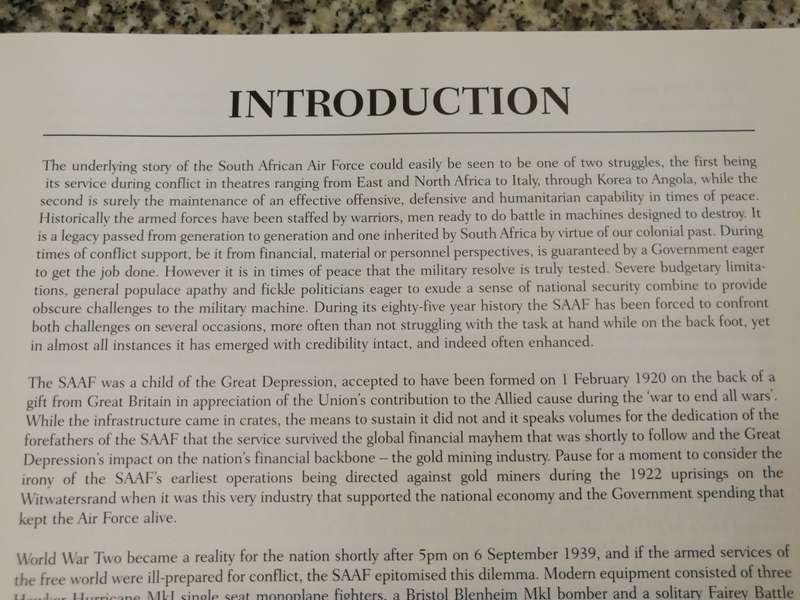 INTRODUCTION
The underlying story of the South African Air Force could easily be seen to be one of two struggles, the first being
its service during conflict in theatres ranging from East and North Africa to Italy, through Korea to Angola, while the
second is surely the maintenance of an effective offensive, defensive and humanitarian capability in times of peace.
Historically the armed forces have been staffed by warriors, men ready to do battle in machines designed to destroy. It
is a legacy passed from generation to generation and one inherited by South Africa by virtue of our colonial past. During
times of conflict support, be it from financial, material or personnel perspectives, is guaranteed by a Government eager
to get the job done. However it is in times of peace that the military resolve is truly tested. Severe budgetary limita-
tions, general populace apathy and fickle politicians eager to exude a sense of national security combine to provide
obscure challenges to the military machine. During its eighty-five year history the SAAF has been forced to confront
both challenges on several occasions, more often than not struggling with the task at hand while on the back foot, yet
in almost all instances it has emerged with credibility intact, and indeed often enhanced.
The SAAF was a child of the Great Depression, accepted to have been formed on 1 February 1920 on the back of a
gift from Great Britain in appreciation of the Union's contribution to the Allied cause during the 'war to end all wars'.
While the infrastructure came in crates, the means to sustain it did not and it speaks volumes for the dedication of the
forefathers of the SAAF that the service survived the global financial mayhem that was shortly to follow and the Great
Depression's impact on the nation's financial backbone – the gold mining industry. Pause for a moment to consider the
irony of the SAAF's earliest operations being directed against gold miners during the 1922 uprisings on the
Witwatersrand when it was this very industry that supported the national economy and the Government spending that
kept the Air Force alive.
World War Two became a reality for the nation shortly after 5pm on 6 September 1939, and if the armed services of
the free world were ill-prepared for conflict, the SAAF epitomised this dilemma. Modern equipment consisted of three
Hawker Hurricane MkI single seat monoplane fighters, a Bristol Blenheim MkI bomber and a solitary Fairey Battle